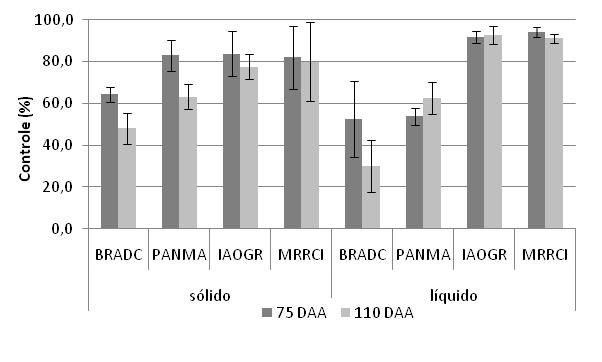 100,0
80,0
60,0
40,0
20,0
0,0
Controle (%)
BRADC PANMA IAOGR MRRCI BRADC PANMA IAOGR MRRCI
sólido líquido
75 DAA 110 DAA